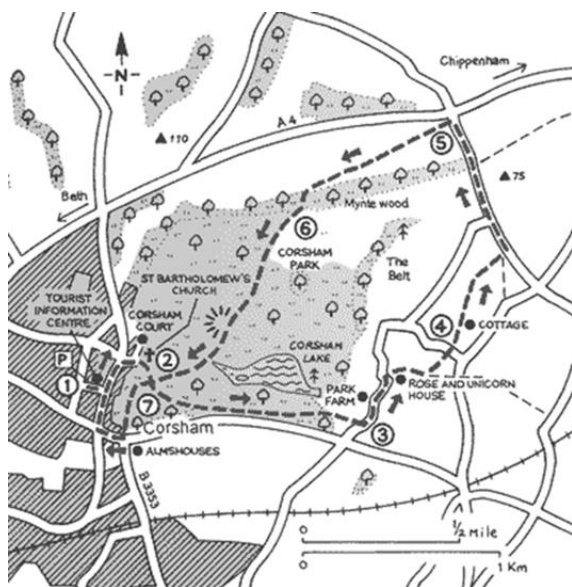 Chippenham
N
A4
110
5
75
Bath
Mynte wood
6
CORSHAM
PARK
The
Belt
ST BARTHOLOMEW'S
CHURCH
TOURIST
INFORMATION
CENTRE
CORSHAM
COURT
4
COTTAGE
P
2
CORSHAM
LAKE
1
PARK
FARM
ROSE AND UNICORN
HOUSE
7
3
Corsham
ALMSHOUSES
B 3353
1/2 Mile
1 Km